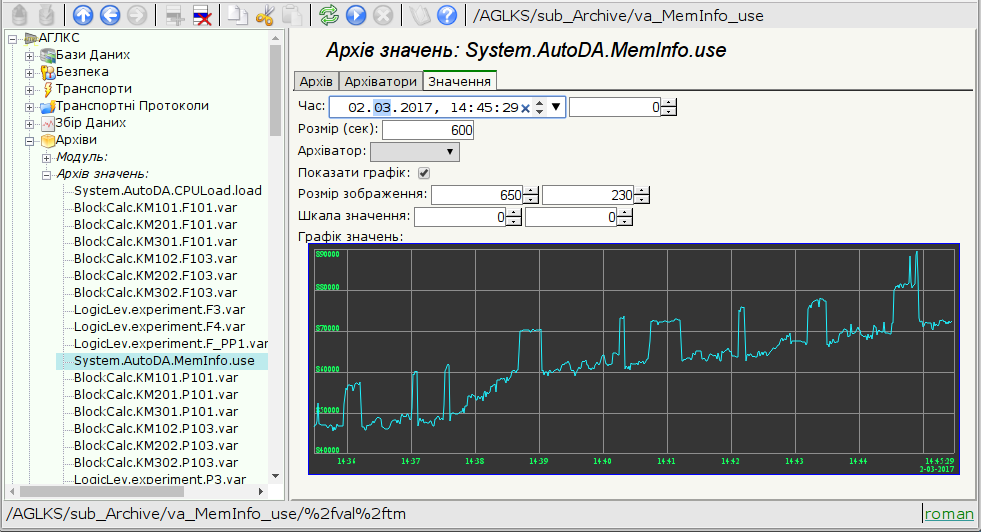 /AGLKS/sub_Archive/va_MemInfo_use
АГЛКС
Бази Даних
Безпека
Транспорти
Транспортні Протоколи
Збір Даних
Архіви
Модуль:
Архів значень:
System.AutoDA.CPULoad.load
BlockCalc.KM101.F101.var
BlockCalc.KM201.F101.var
BlockCalc.KM301.F101.var
BlockCalc.KM102.F103.var
BlockCalc.KM202.F103.var
BlockCalc.KM302.F103.var
LogicLev.experiment.F3.var
LogicLev.experiment.F4.var
LogicLev.experiment.F_PP1.var
System.AutoDA.MemInfo.use
BlockCalc.KM101.P101.var
BlockCalc.KM201.P101.var
BlockCalc.KM301.P101.var
BlockCalc.KM102.P103.var
BlockCalc.KM202.P103.var
BlockCalc.KM302.P103.var
LogicLev.experiment.P3.var
Архів значень: System.AutoDA.MemInfo.use
Архів Архіватори Значення
Час: 02.03.2017, 14:45:29 0
Розмір (сек): 600
Архіватор:
Показати графік:
Розмір зображення: 650 230
Шкала значення: 0 0
Графік значень:
890000
880000
870000
860000
850000
840000
14:34 14:37 14:38 14:39 14:40 14:41 14:42 14:43 14:44 14:45:29
2-03-2017
/AGLKS/sub_Archive/va_MemInfo_use/%2fval%2ftm
roman